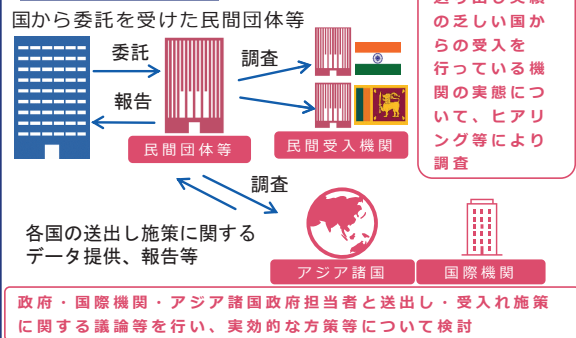 国から委託を受けた民間団体等
委託
調査
報告
民間団体等
民間受入機関
の乏しい国か
らの受入を
行っている機
関の実態につ
いて、ヒアリ
ング等により
調査
調査
各国の送出し施策に関する
データ提供、報告等
アジア諸国
国際機関
政府・国際機関・アジア諸国政府担当者と送出し・受入れ施策
に関する議論等を行い、実効的な方策等について検討